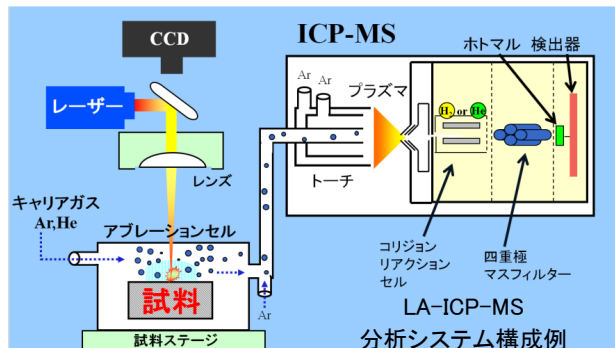 CCD
ICP-MS
ホトマル 検出器
レーザー
Ar
Ar
プラズマ
H₂ or He
レンズ
トーチ
キャリアガス
Ar,He
アブレーションセル
コリジョン
リアクション
セル
四重極
マスフィルター
試料
Ar
LA-ICP-MS
分析システム構成例
試料ステージ